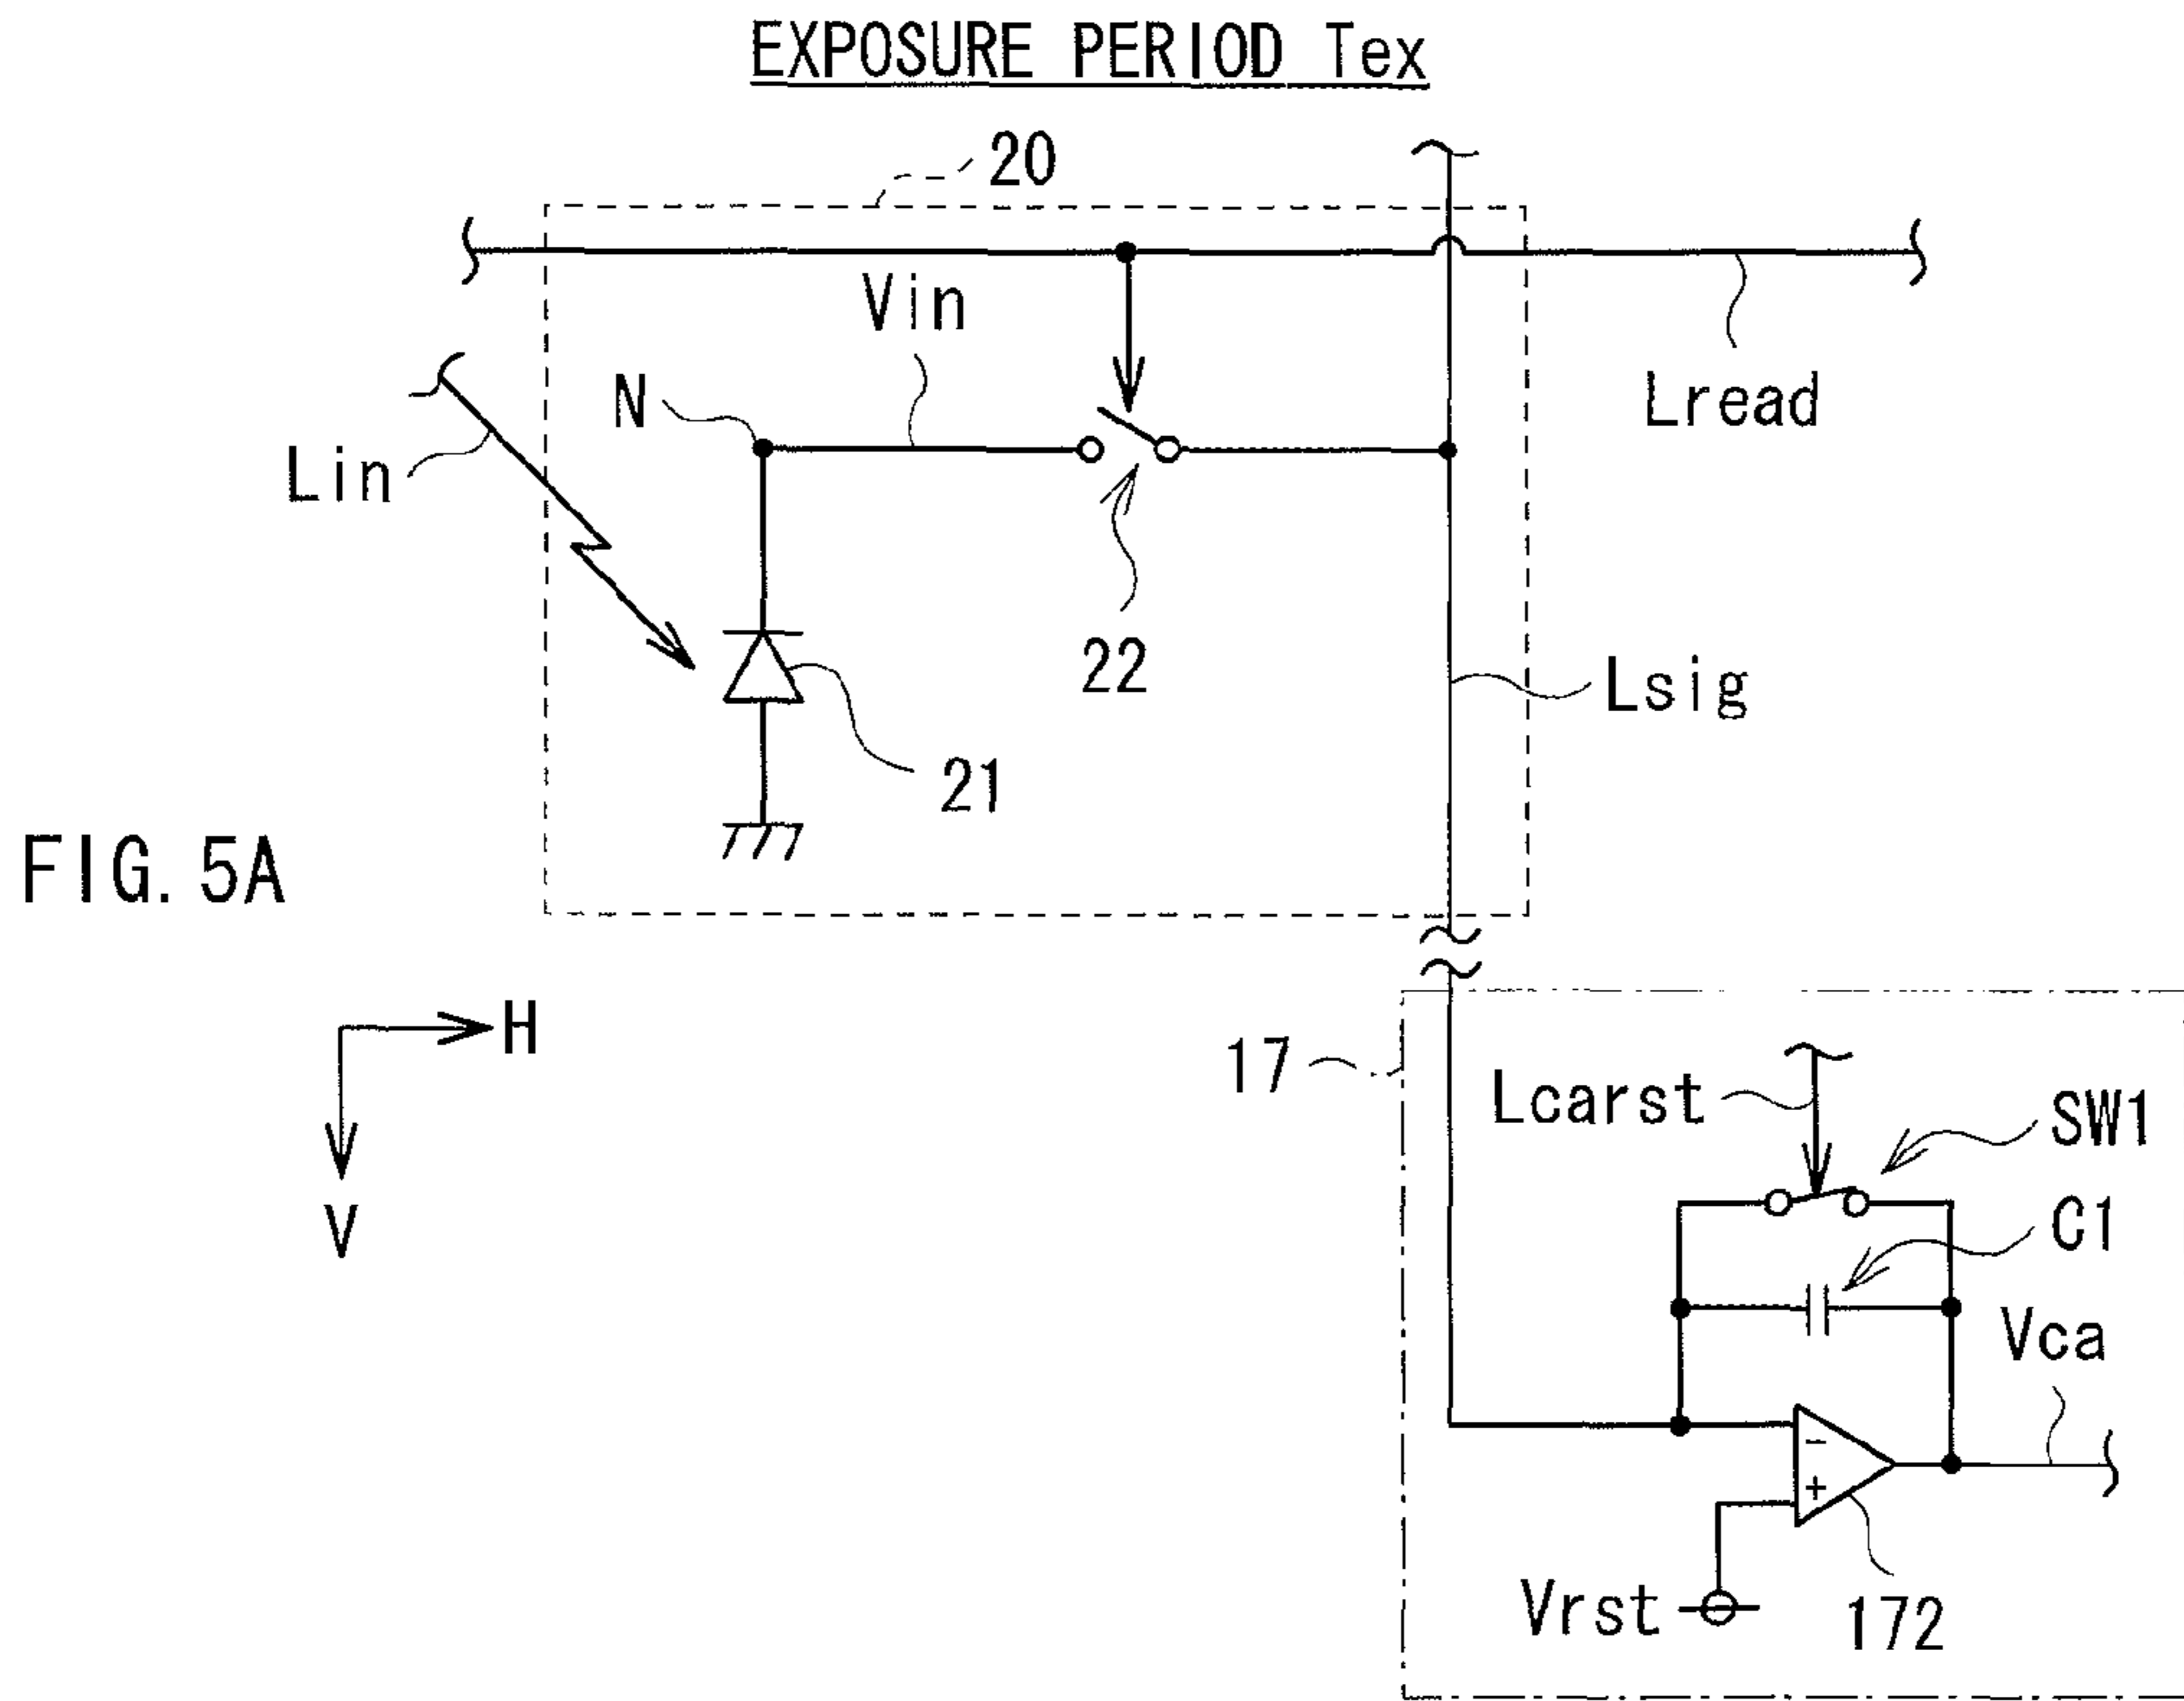 EXPOSURE PERIOD Tex
20
Vin
N
Lread
Lin
22
Lsig
21
FIG. 5A
H
17
Lcarst
SW1
V
C1
Vca
−
+
Vrst
172